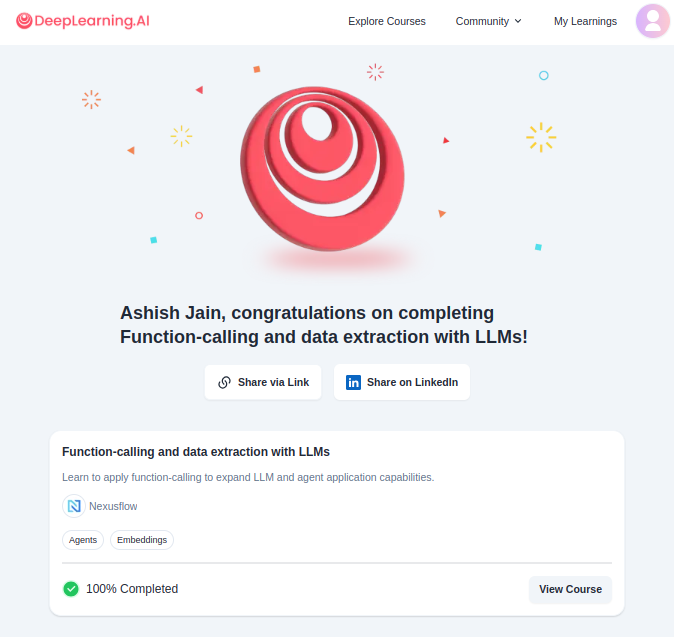 DeepLearning.AI
Explore Courses
Community
My Learnings
Ashish Jain, congratulations on completing
Function-calling and data extraction with LLMs!
Share via Link
in Share on LinkedIn
Function-calling and data extraction with LLMs
Learn to apply function-calling to expand LLM and agent application capabilities.
Nexusflow
Agents
Embeddings
100% Completed
View Course